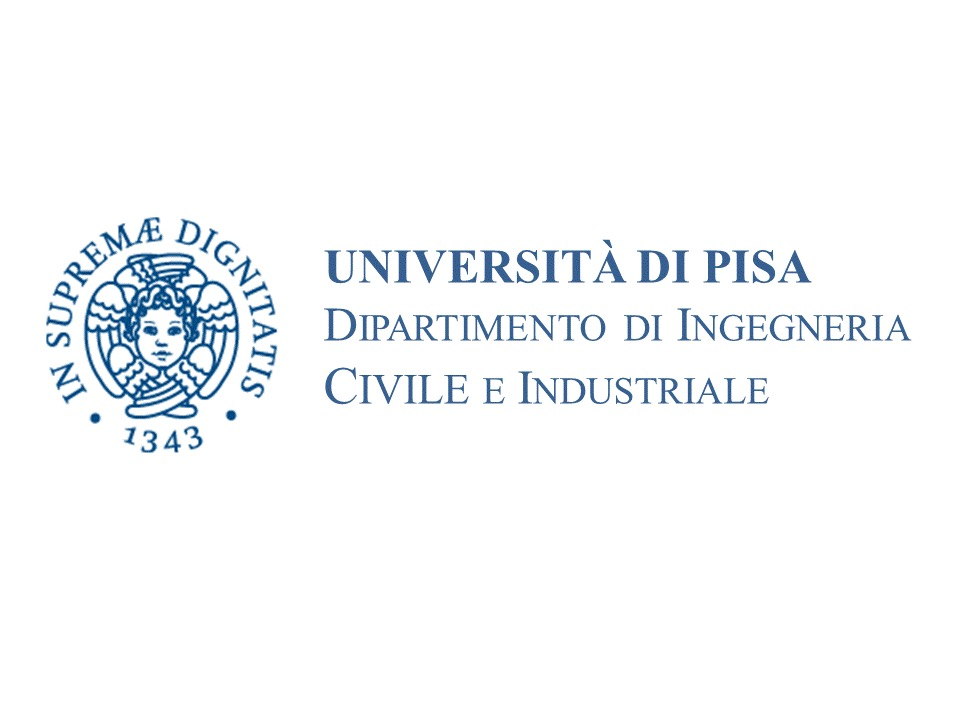 IN SUPREMÆ DIGNITATIS
• 1343 •
UNIVERSITÀ DI PISA
DIPARTIMENTO DI INGEGNERIA
CIVILE E INDUSTRIALE